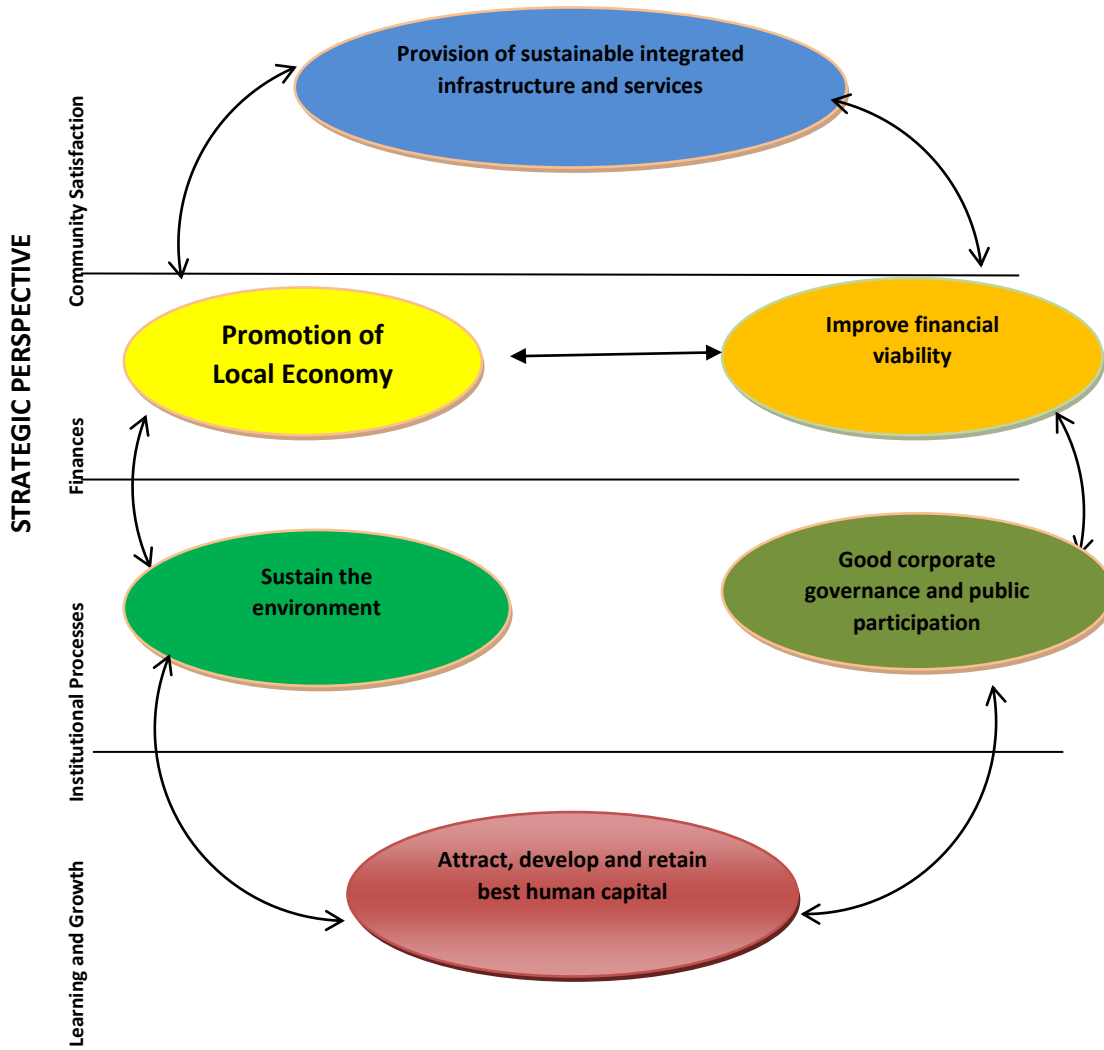 STRATEGIC PERSPECTIVE
Community Satisfaction
Provision of sustainable integrated
infrastructure and services
Finances
Promotion of
Local Economy
Improve financial
viability
Institutional Processes
Sustain the
environment
Good corporate
governance and public
participation
Learning and Growth
Attract, develop and retain
best human capital